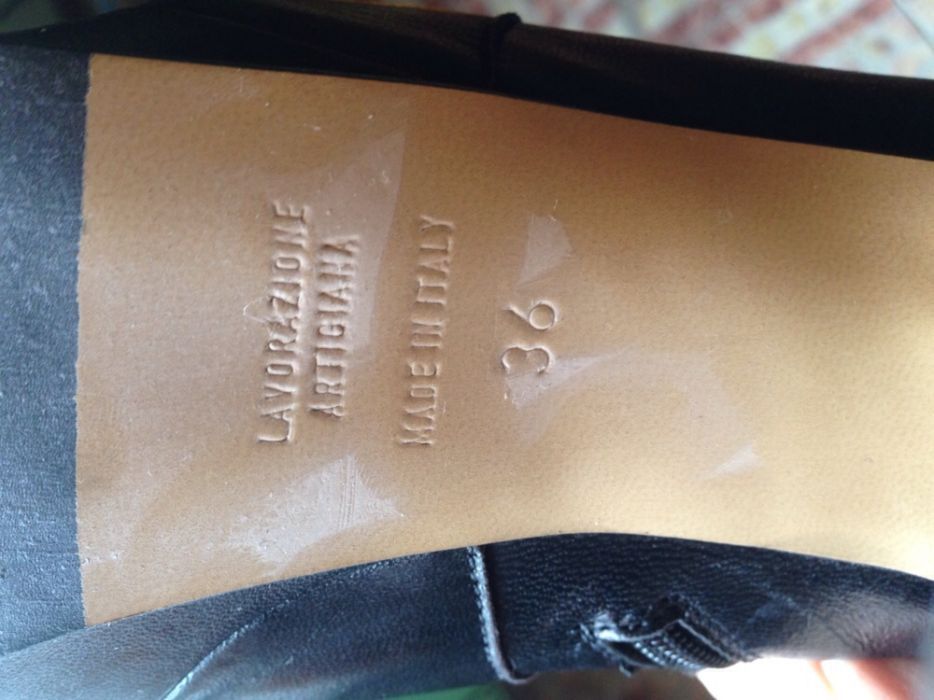 LAVORAZIONE
ARTIGIANA
MADE IN ITALY
36